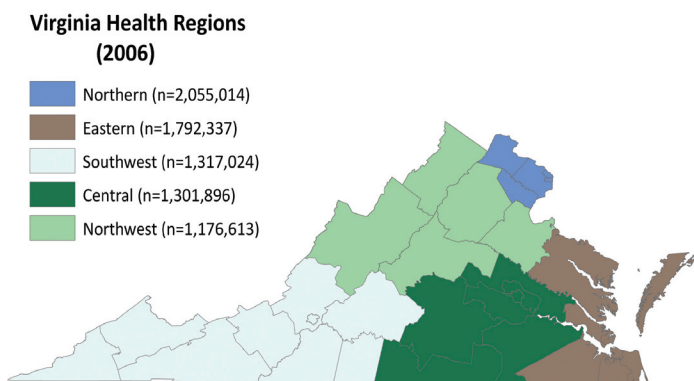 Virginia Health Regions
(2006)
Northern (n=2,055,014)
Eastern (n=1,792,337)
Southwest (n=1,317,024)
Central (n=1,301,896)
Northwest (n=1,176,613)